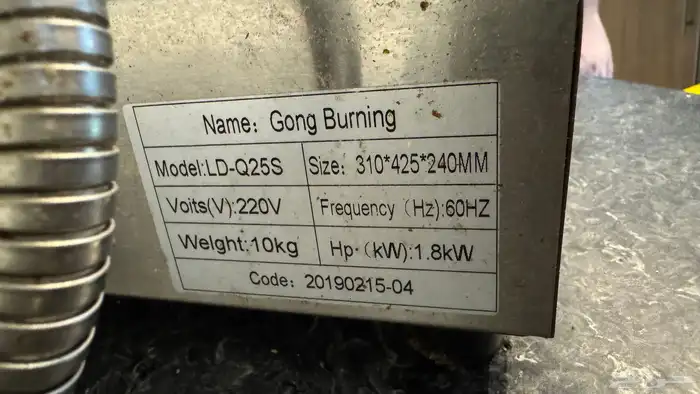 Name: Gong Burning
Model:LD-Q25S Size: 310*425*240MM
Voits(V):220V Frequency (Hz):60HZ
Weight:10kg Hp (kW):1.8kW
Code: 20190215-04